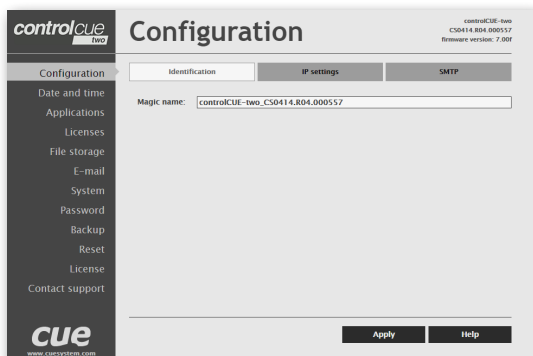 controlcue
two
Configuration
controlCUE-two
CS0414.R04.000557
firmware version: 7.00f
Configuration
Date and time
Applications
Licenses
File storage
E-mail
System
Password
Backup
Reset
License
Contact support
Identification
IP settings
SMTP
Magic name:
controlCUE-two_CS0414.R04.000557
Apply
Help
cue
www.cuesystem.com